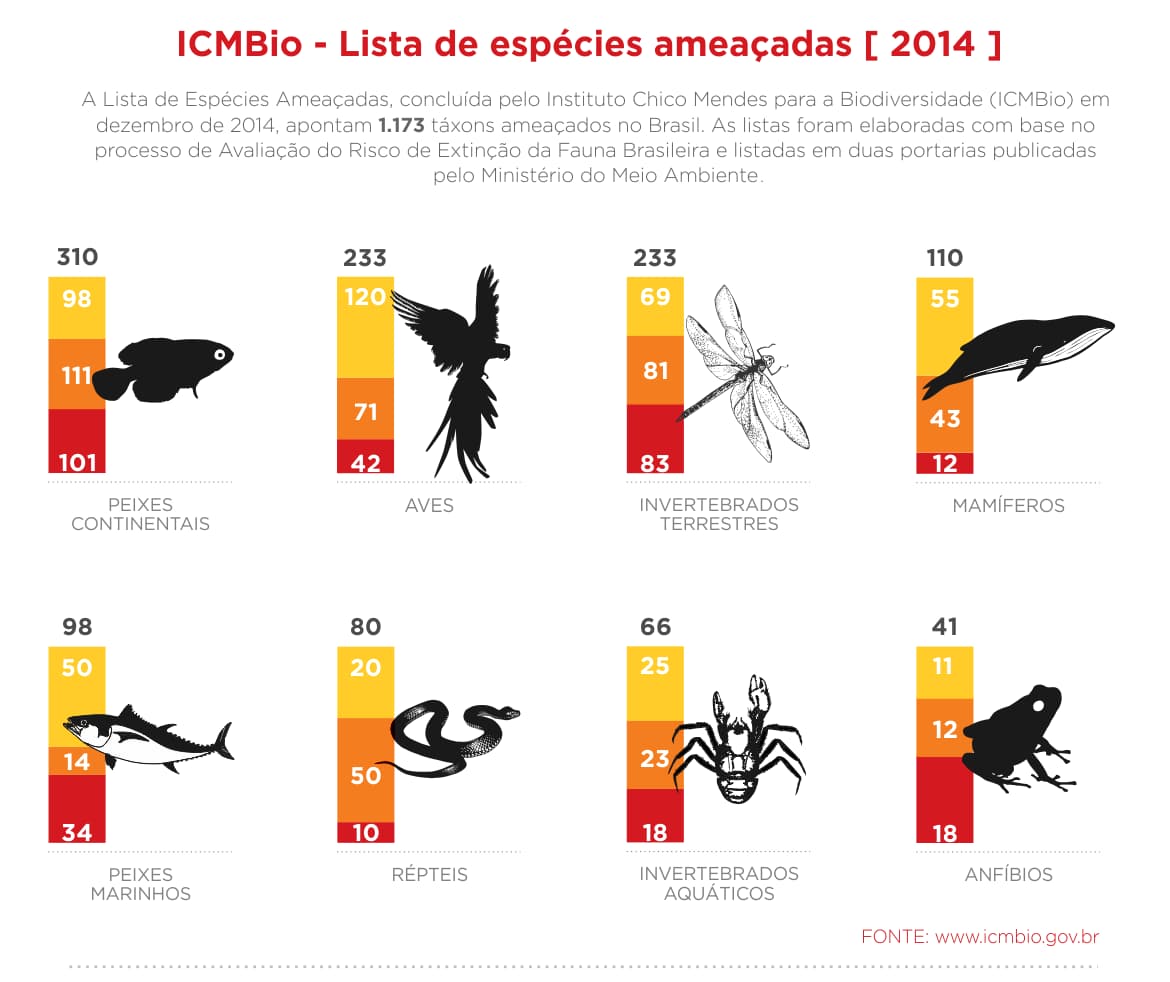 ICMBio - Lista de espécies ameaçadas [ 2014 ]
A Lista de Espécies Ameaçadas, concluída pelo Instituto Chico Mendes para a Biodiversidade (ICMBio) em
dezembro de 2014, apontam 1.173 táxons ameaçados no Brasil. As listas foram elaboradas com base no
processo de Avaliação do Risco de Extinção da Fauna Brasileira e listadas em duas portarias publicadas
pelo Ministério do Meio Ambiente.
310
98
111
101
PEIXES
CONTINENTAIS
233
120
71
42
AVES
233
69
81
83
INVERTEBRADOS
TERRESTRES
110
55
43
12
MAMÍFEROS
98
50
14
34
PEIXES
MARINHOS
80
20
50
10
RÉPTEIS
66
25
23
18
INVERTEBRADOS
AQUÁTICOS
41
11
12
18
ANFÍBIOS
FONTE: www.icmbio.gov.br